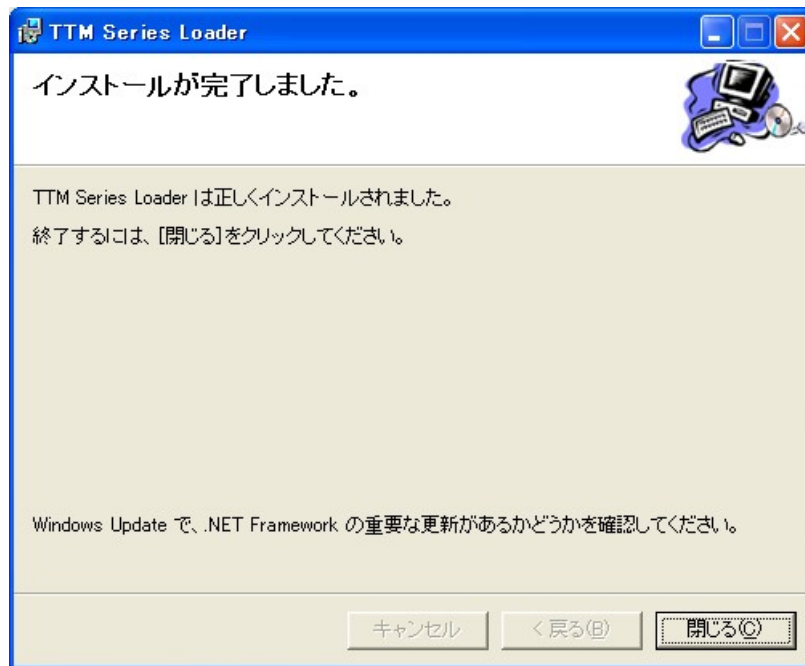 TTM Series Loader
インストールが完了しました。
TTM Series Loader は正しくインストールされました。
終了するには、[閉じる]をクリックしてください。
Windows Update で、.NET Framework の重要な更新があるかどうかを確認してください。
キャンセル
< 戻る(B)
閉じる(C)